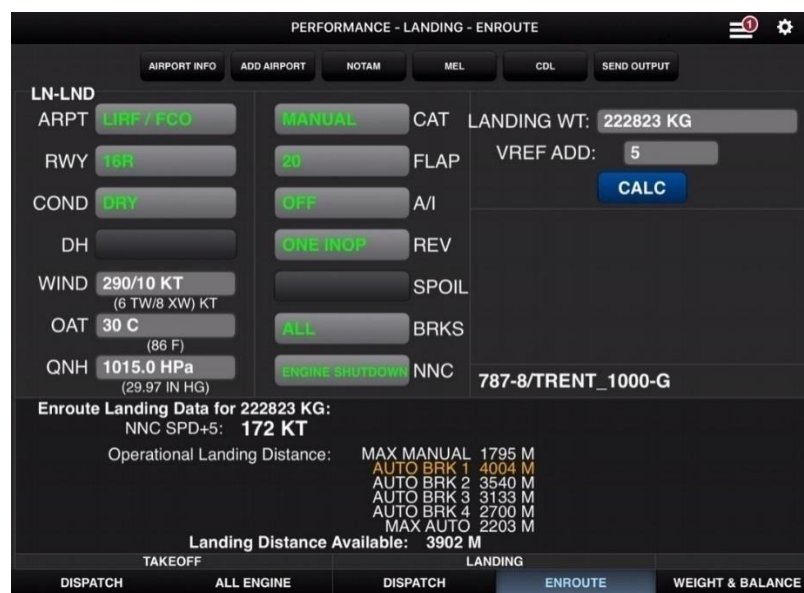 PERFORMANCE - LANDING - ENROUTE
1
AIRPORT INFO ADD AIRPORT NOTAM MEL CDL SEND OUTPUT
LN-LND
ARPT LIRF / FCO MANUAL CAT LANDING WT: 222823 KG
RWY 16R 20 FLAP VREF ADD: 5
COND DRY OFF A/I CALC
DH ONE INOP REV
WIND 290/10 KT SPOIL
(6 TW/8 XW) KT
OAT 30 C ALL BRKS
(86 F)
QNH 1015.0 HPa ENGINE SHUTDOWN NNC 787-8/TRENT_1000-G
(29.97 IN HG)
Enroute Landing Data for 222823 KG:
NNC SPD+5: 172 KT
Operational Landing Distance: MAX MANUAL 1795 M
AUTO BRK 1 4004 M
AUTO BRK 2 3540 M
AUTO BRK 3 3133 M
AUTO BRK 4 2700 M
MAX AUTO 2203 M
Landing Distance Available: 3902 M
TAKEOFF LANDING
DISPATCH ALL ENGINE DISPATCH ENROUTE WEIGHT & BALANCE